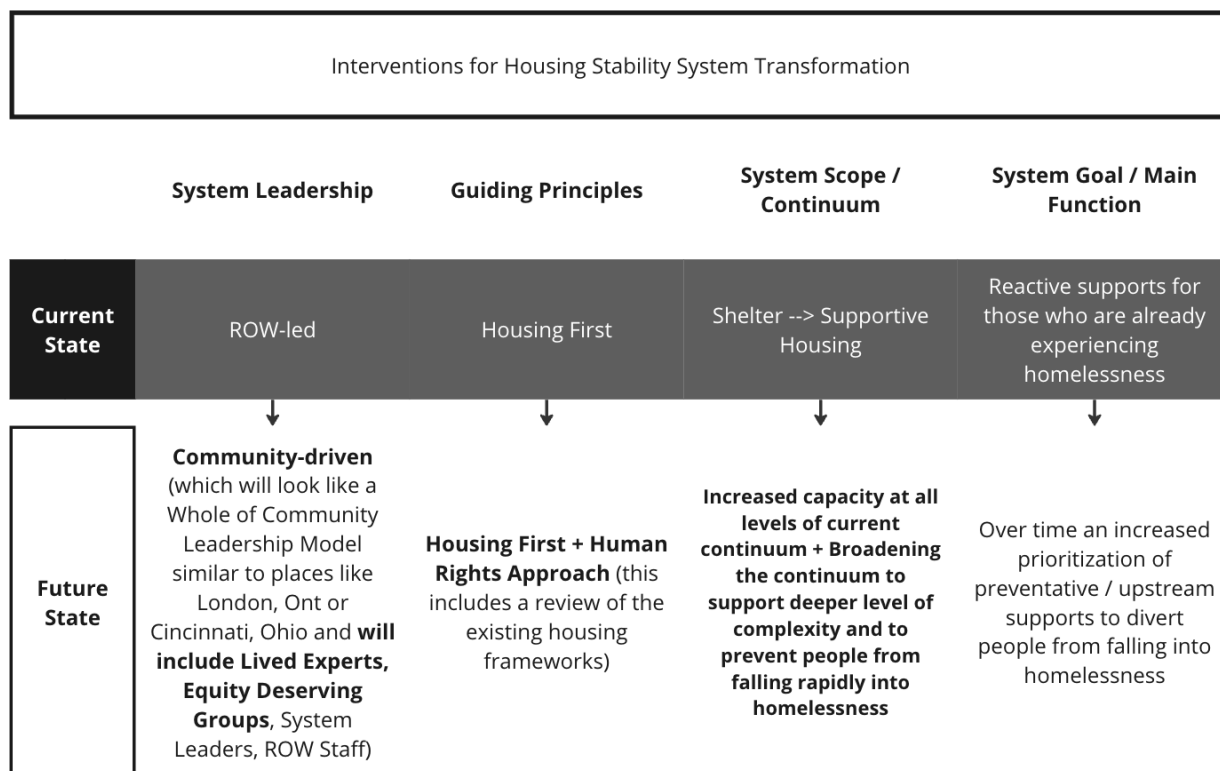 Interventions for Housing Stability System Transformation
System Leadership
Guiding Principles
System Scope /
Continuum
System Goal / Main
Function
Current
State
ROW-led
Housing First
Shelter --> Supportive
Housing
Reactive supports for
those who are already
experiencing
homelessness
Future
State
Community-driven
(which will look like a
Whole of Community
Leadership Model
similar to places like
London, Ont or
Cincinnati, Ohio and will
include Lived Experts,
Equity Deserving
Groups, System
Leaders, ROW Staff)
Housing First + Human
Rights Approach (this
includes a review of the
existing housing
frameworks)
Increased capacity at all
levels of current
continuum + Broadening
the continuum to
support deeper level of
complexity and to
prevent people from
falling rapidly into
homelessness
Over time an increased
prioritization of
preventative / upstream
supports to divert
people from falling into
homelessness